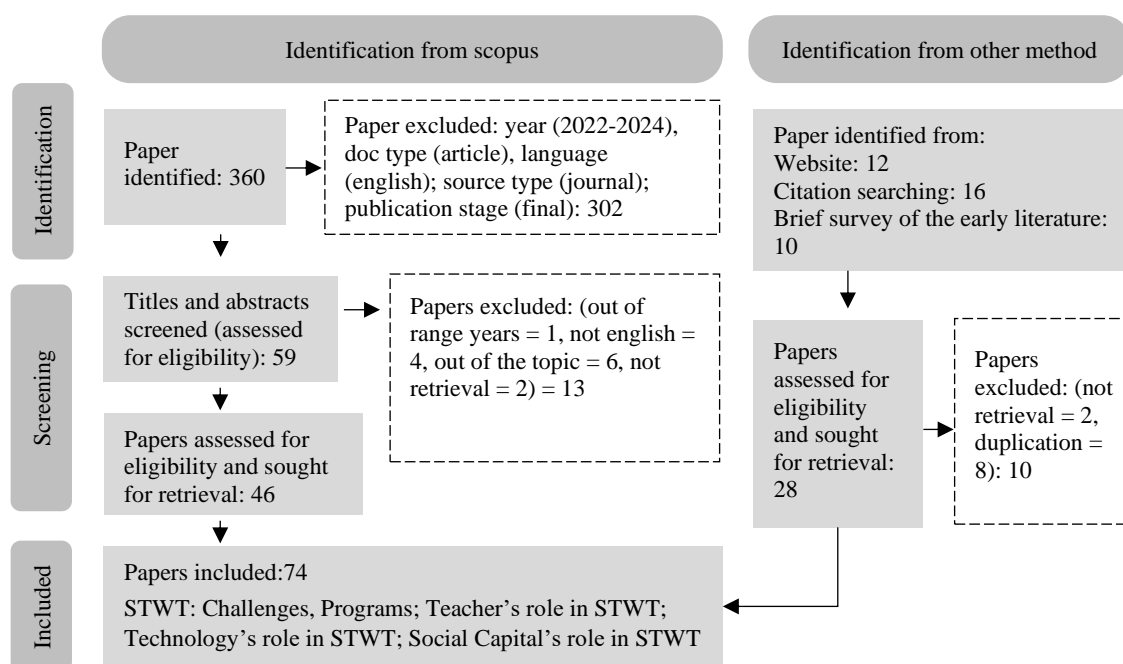 Identification from scopus
Identification from other method
Identification
Paper
identified: 360
Paper excluded: year (2022-2024),
doc type (article), language
(english); source type (journal);
publication stage (final): 302
Paper identified from:
Website: 12
Citation searching: 16
Brief survey of the early literature:
10
Screening
Titles and abstracts
screened (assessed
for eligibility): 59
Papers excluded: (out of
range years = 1, not english =
4, out of the topic = 6, not
retrieval = 2) = 13
Papers assessed for
eligibility and sought
for retrieval: 46
Papers
assessed for
eligibility
and sought
for retrieval:
28
Papers
excluded: (not
retrieval = 2,
duplication =
8): 10
Included
Papers included:74
STWT: Challenges, Programs; Teacher’s role in STWT;
Technology’s role in STWT; Social Capital’s role in STWT